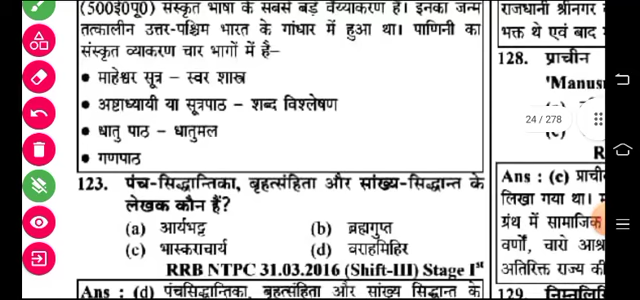 (500ई0पू0) संस्कृत भाषा के सबसे बड़े वैय्याकरण है। इनका जन्म
तत्कालीन उत्तर-पश्चिम भारत के गांधार में हुआ था। पाणिनी का
संस्कृत व्याकरण चार भागों में है–
● माहेश्वर सूत्र – स्वर शास्त्र
● अष्टाध्यायी या सूत्रपाठ – शब्द विश्लेषण
● धातु पाठ – धातुमल
● गणपाठ
123. पंच-सिद्धान्तिका, बृहत्संहिता और सांख्य-सिद्धान्त के
लेखक कौन हैं?
(a) आर्यभट्ट (b) ब्रह्मगुप्त
(c) भास्कराचार्य (d) वराहमिहिर
RRB NTPC 31.03.2016 (Shift-III) Stage Ist
Ans : (d) पंचसिद्धान्तिका, बृहत्संहिता और सांख्य सिद्धान्त के
राजधानी श्रीनगर
भक्त थे एवं बाद
128. प्राचीन
'Manus
24 / 278
(c)
R
Ans : (c) प्राची
लिखा गया था।
ग्रंथ में सामाजिक
वर्णों, चारो आश्र
अतिरिक्त राज्य की
129. निम्नलि